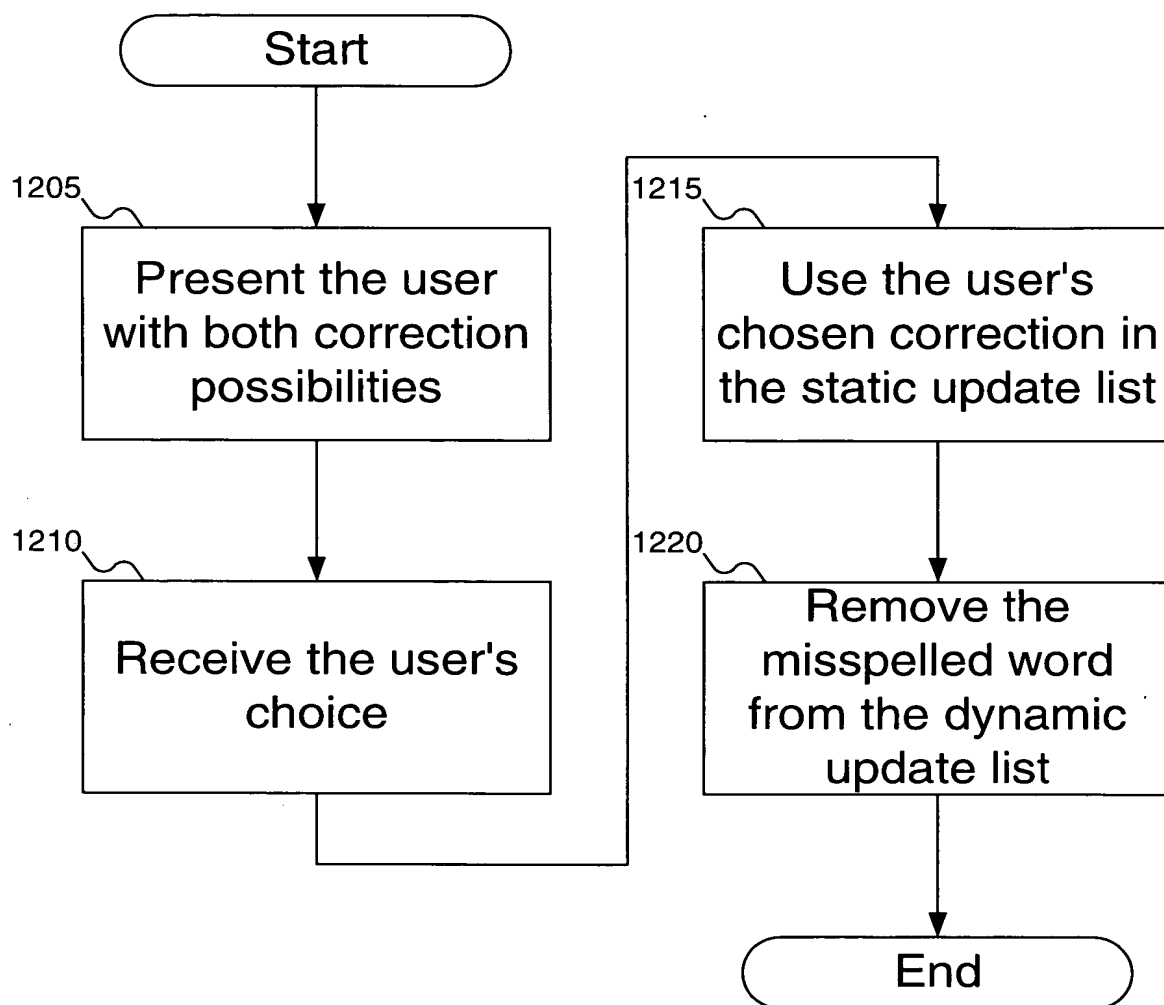 Start
1205
Present the user
with both correction
possibilities
1210
Receive the user's
choice
1215
Use the user's
chosen correction in
the static update list
1220
Remove the
misspelled word
from the dynamic
update list
End